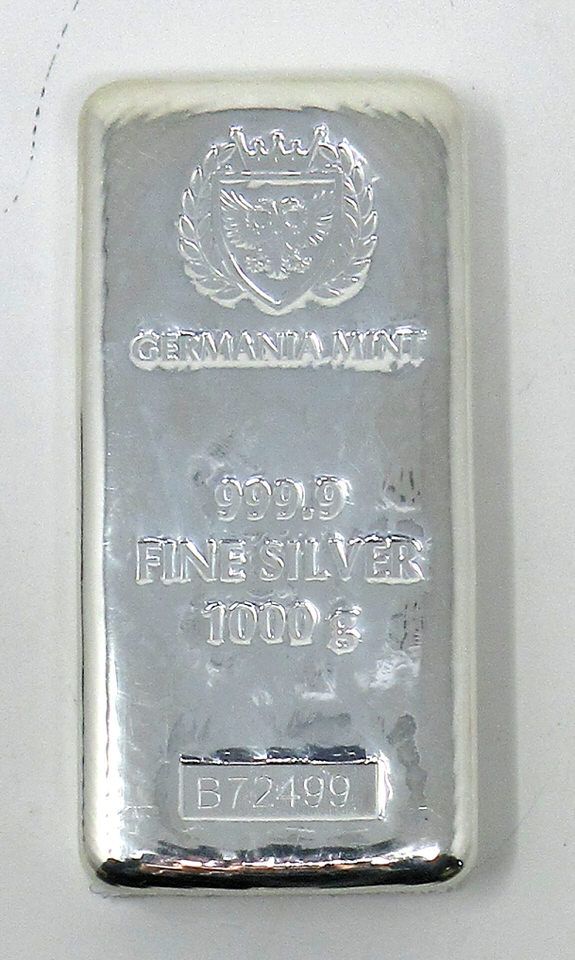 GERMANIA MINT
999.9
FINE SILVER
1000 g
B72499